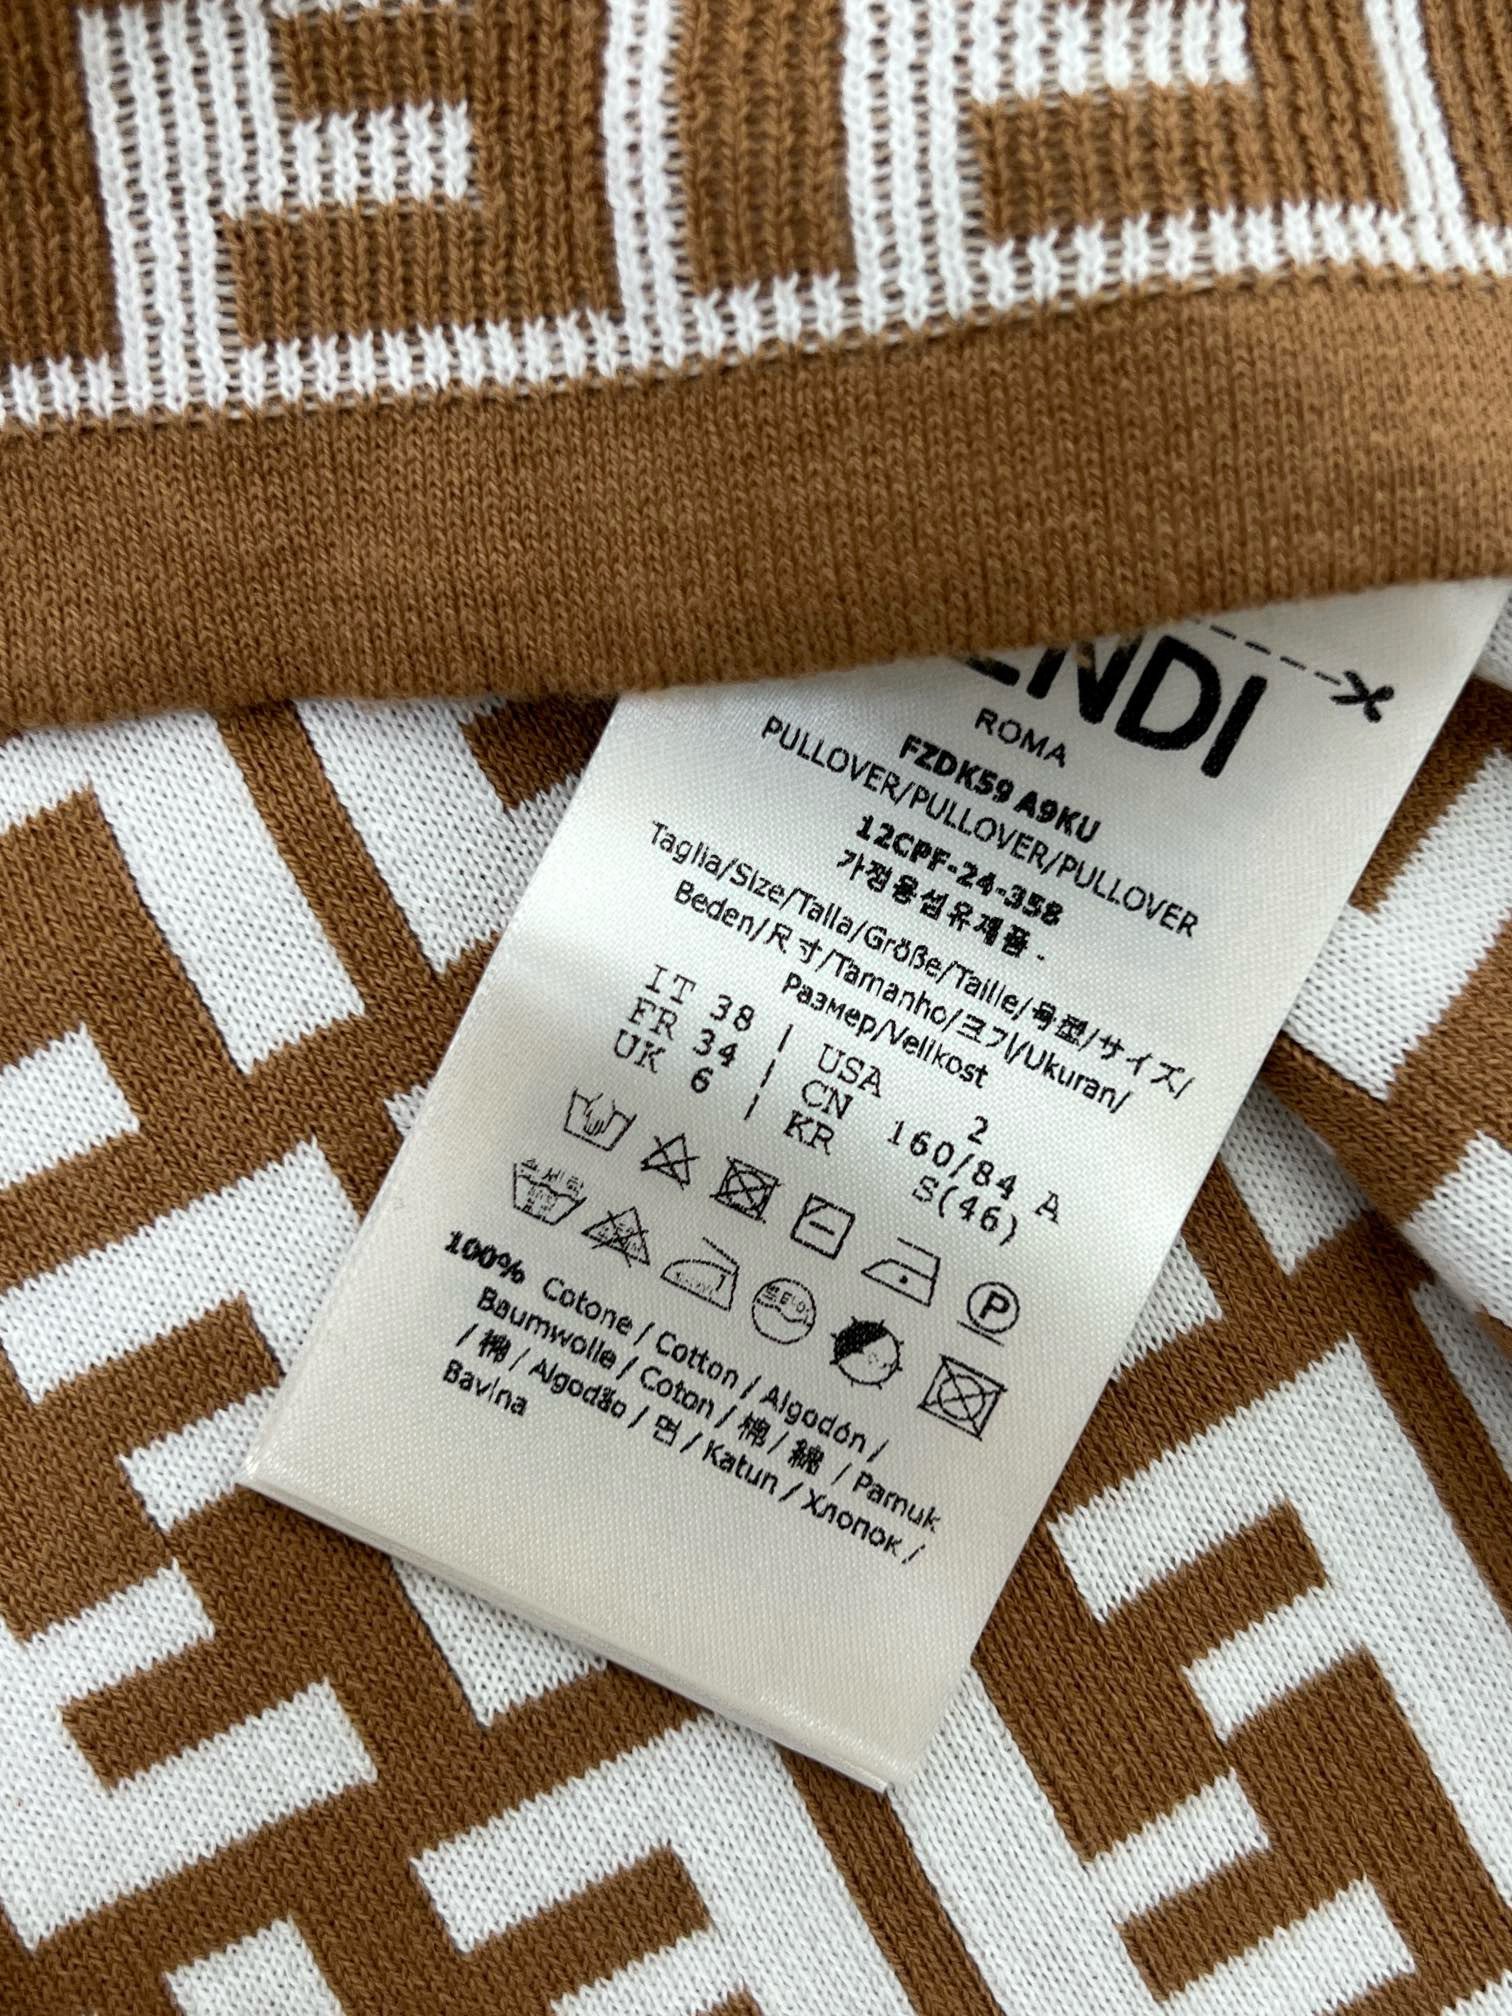 ENDI
ROMA
FZDK59 A9KU
PULLOVER/PULLOVER/PULLOVER
12CPF-24-358
가정용섬유제품 -
Taglia/Size/Talla/Größe/Taille/号型/サイズ/
Beden/尺寸/Tamanho/크기/Ukuran/
Размер/Velikost
IT 38 | USA 2
FR 34 | CN 160/84 A
UK 6 | KR S(46)
P
100% Cotone / Cotton / Algodón /
Baumwolle / Coton / 棉 / 綿 / Pamuk
/ 棉 / Algodão / 면 / Katun / Хлопок /
Bavlna